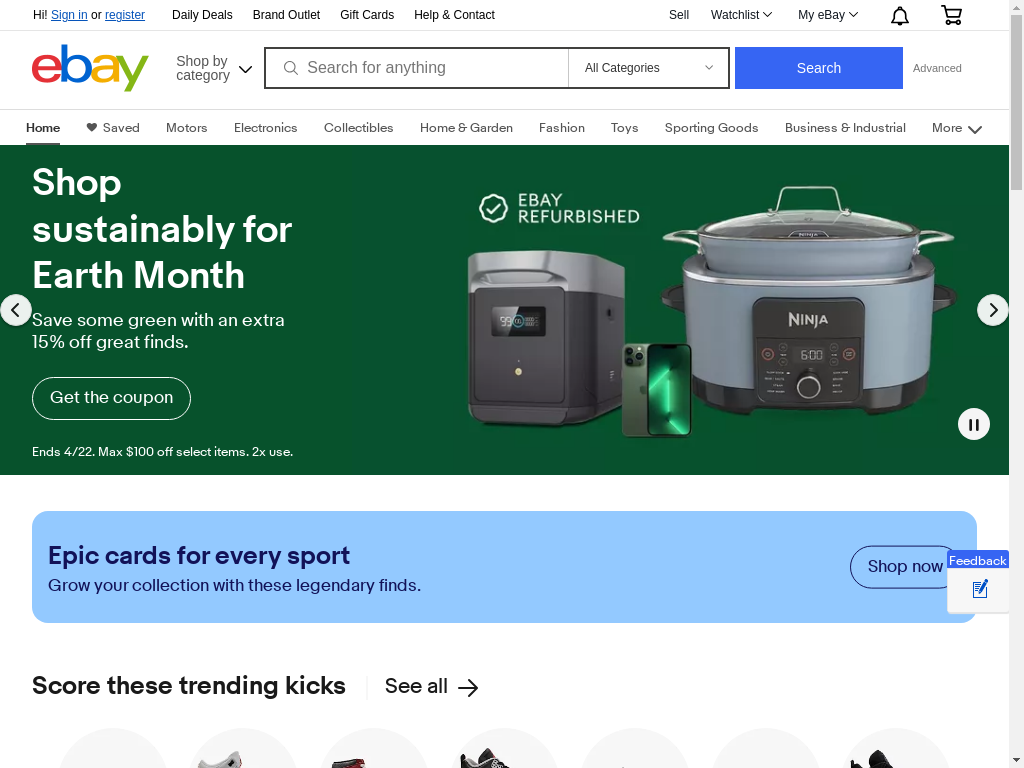 Hi! Sign in or register
Daily Deals
Brand Outlet
Gift Cards
Help & Contact
Sell
Watchlist
My eBay
ebay
Shop by
category
Search for anything
All Categories
Search
Advanced
Home
Saved
Motors
Electronics
Collectibles
Home & Garden
Fashion
Toys
Sporting Goods
Business & Industrial
More
Shop
sustainably for
Earth Month
Save some green with an extra
15% off great finds.
Get the coupon
Ends 4/22. Max $100 off select items. 2x use.
EBAY
REFURBISHED
NINJA
6:00
Epic cards for every sport
Grow your collection with these legendary finds.
Shop now
Feedback
Score these trending kicks
See all